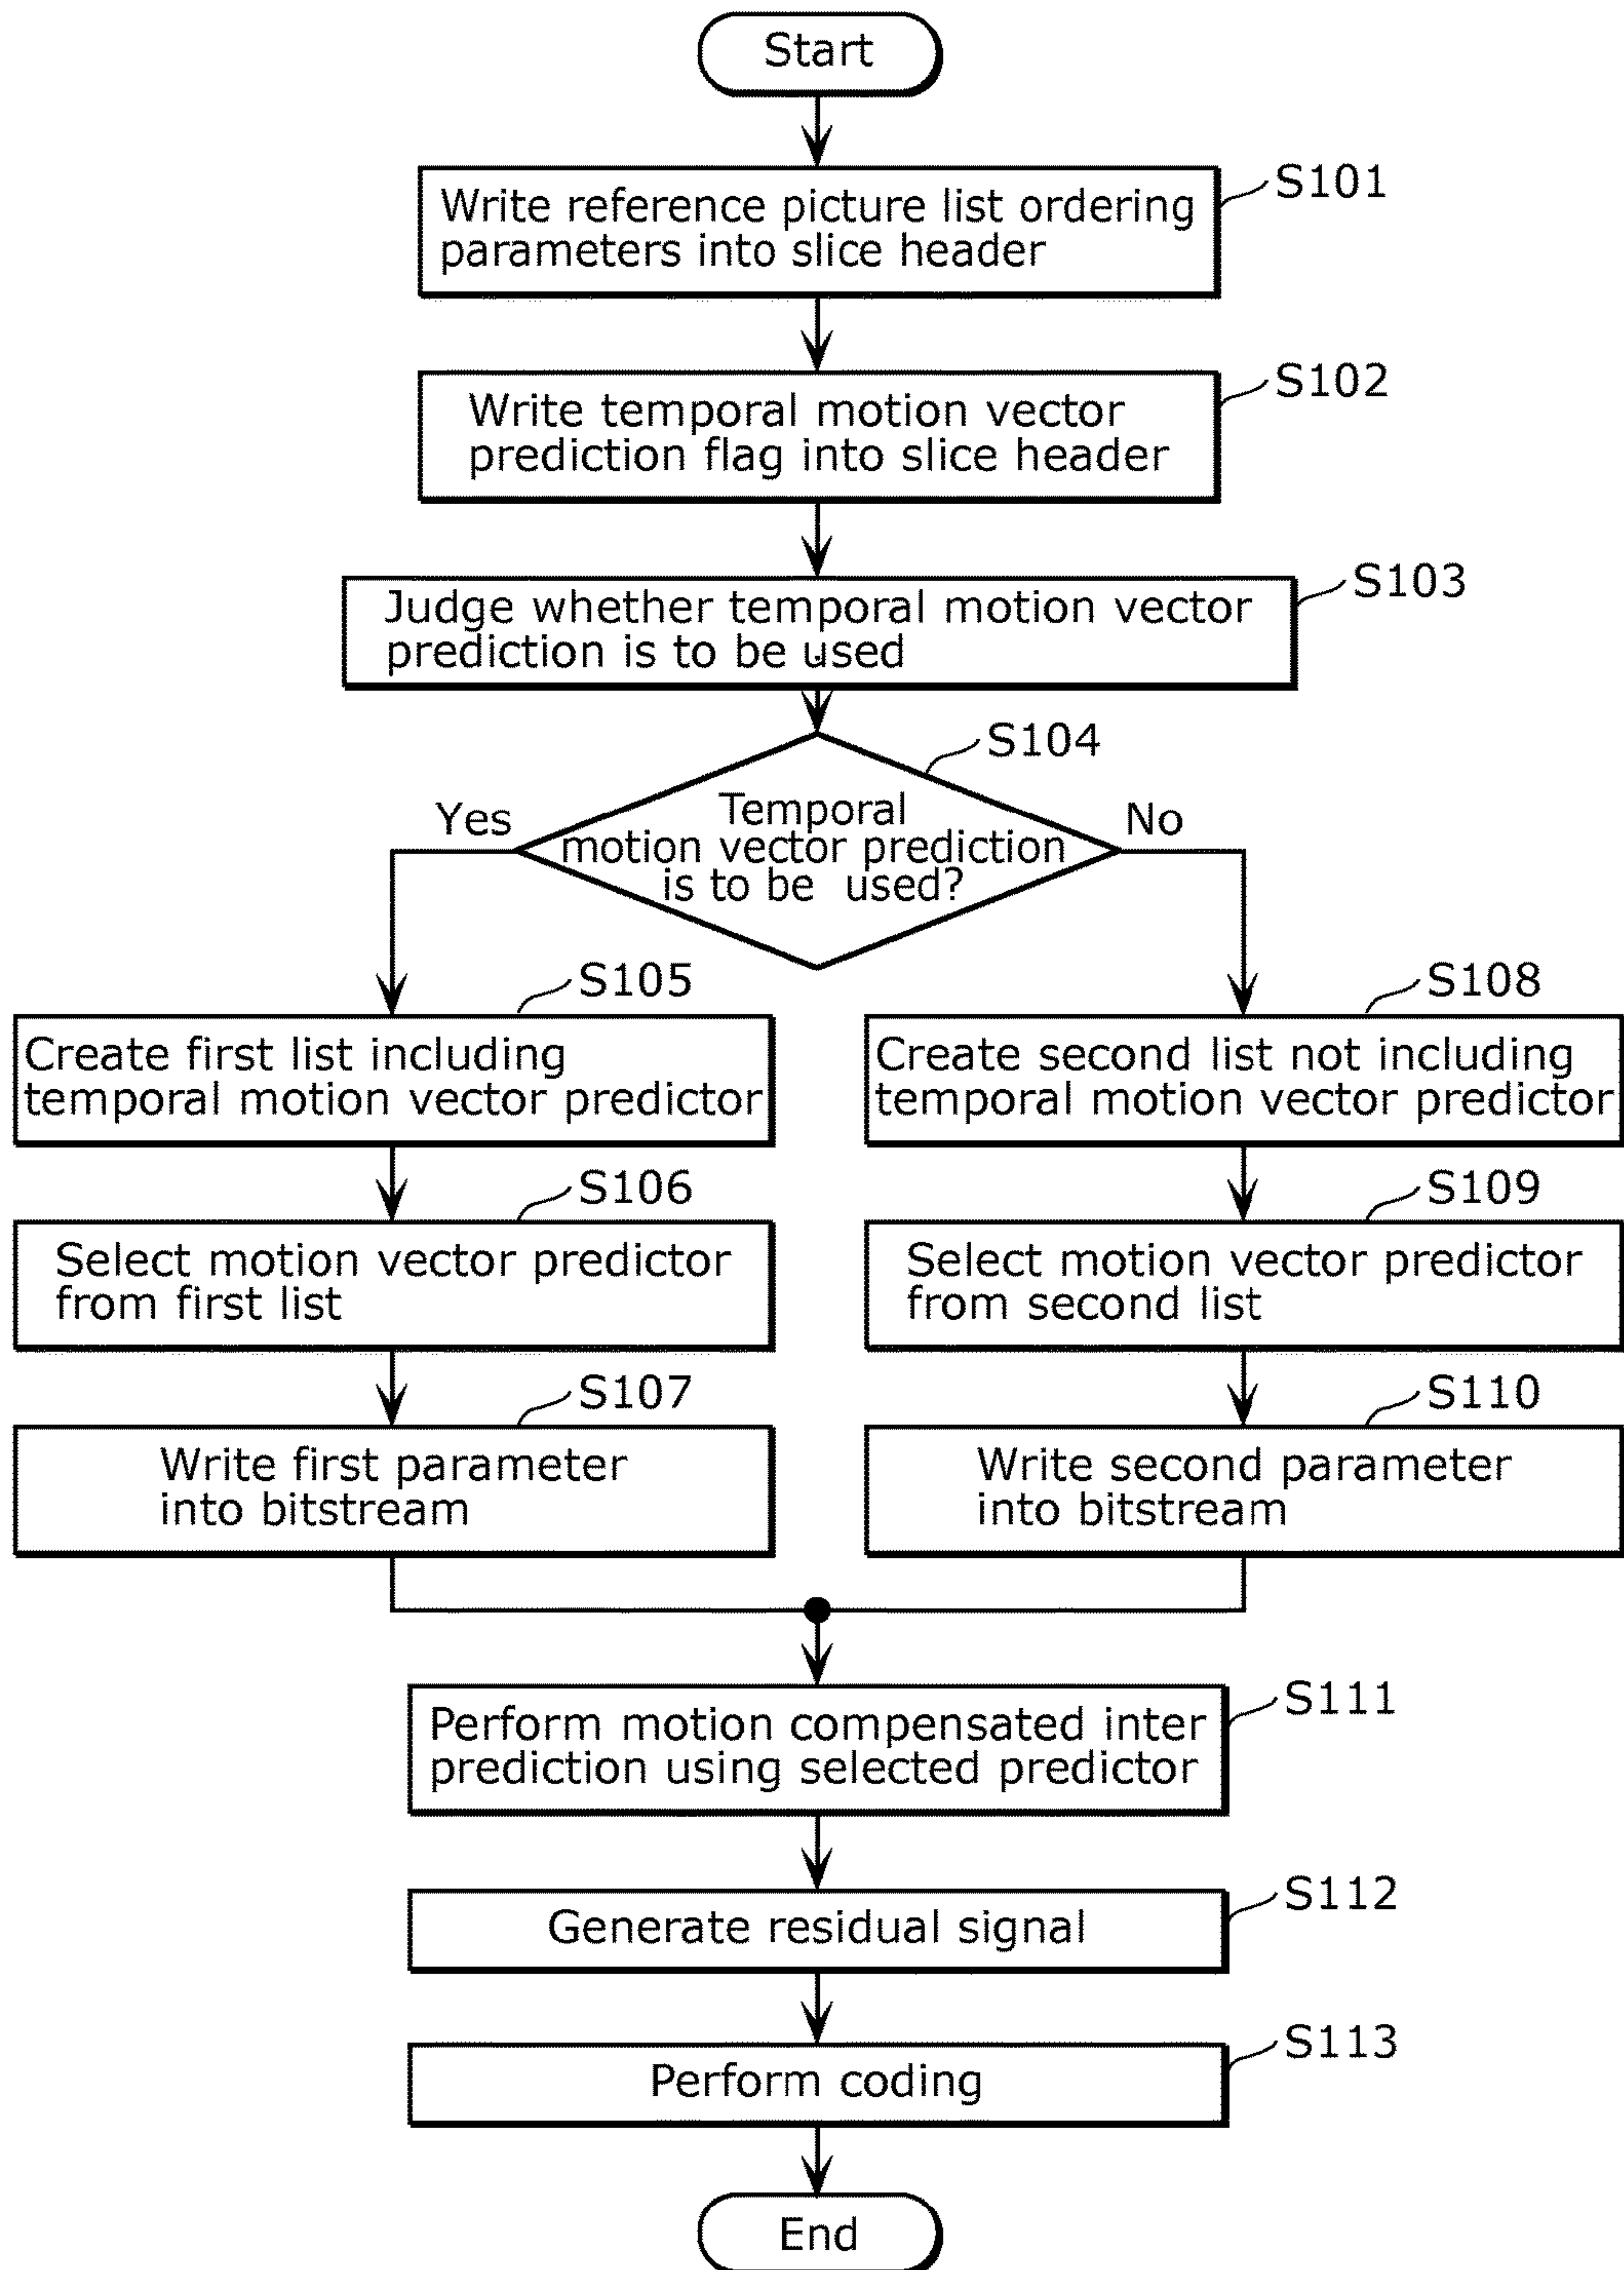 Start
S101
Write reference picture list ordering
parameters into slice header
S102
Write temporal motion vector
prediction flag into slice header
S103
Judge whether temporal motion vector
prediction is to be used
S104
Temporal
motion vector prediction
is to be used?
Yes
No
S105
Create first list including
temporal motion vector predictor
S106
Select motion vector predictor
from first list
S107
Write first parameter
into bitstream
S108
Create second list not including
temporal motion vector predictor
S109
Select motion vector predictor
from second list
S110
Write second parameter
into bitstream
S111
Perform motion compensated inter
prediction using selected predictor
S112
Generate residual signal
S113
Perform coding
End